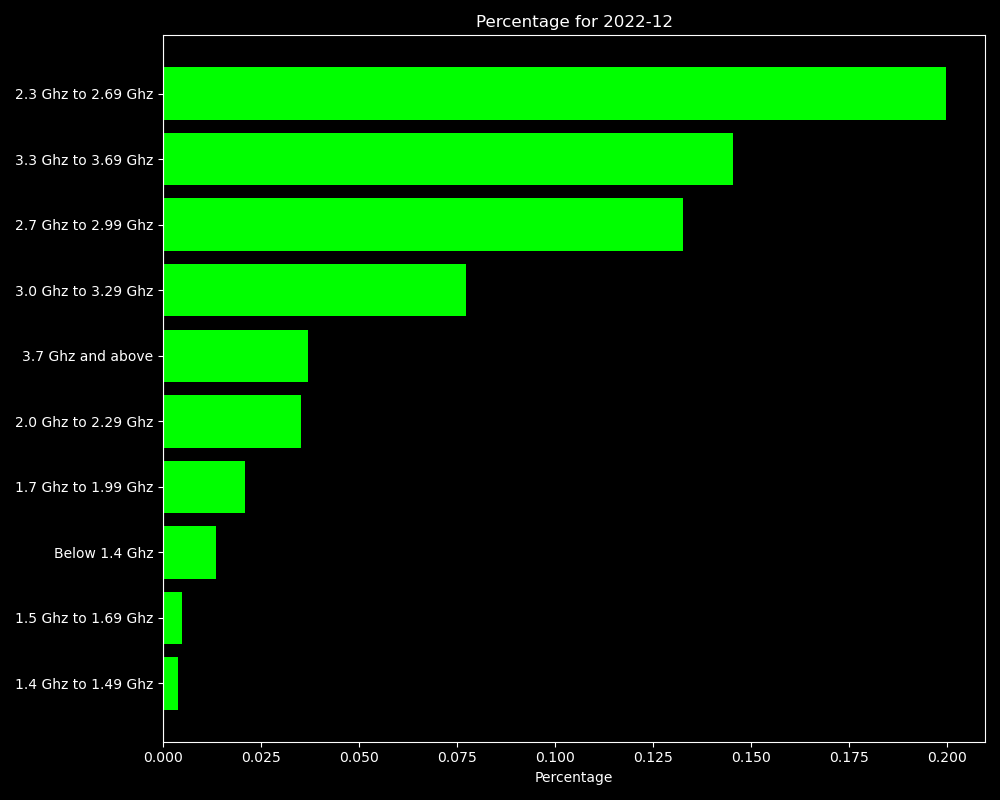 Percentage for 2022-12
2.3 Ghz to 2.69 Ghz
3.3 Ghz to 3.69 Ghz
2.7 Ghz to 2.99 Ghz
3.0 Ghz to 3.29 Ghz
3.7 Ghz and above
2.0 Ghz to 2.29 Ghz
1.7 Ghz to 1.99 Ghz
Below 1.4 Ghz
1.5 Ghz to 1.69 Ghz
1.4 Ghz to 1.49 Ghz
0.000 0.025 0.050 0.075 0.100 0.125 0.150 0.175 0.200
Percentage